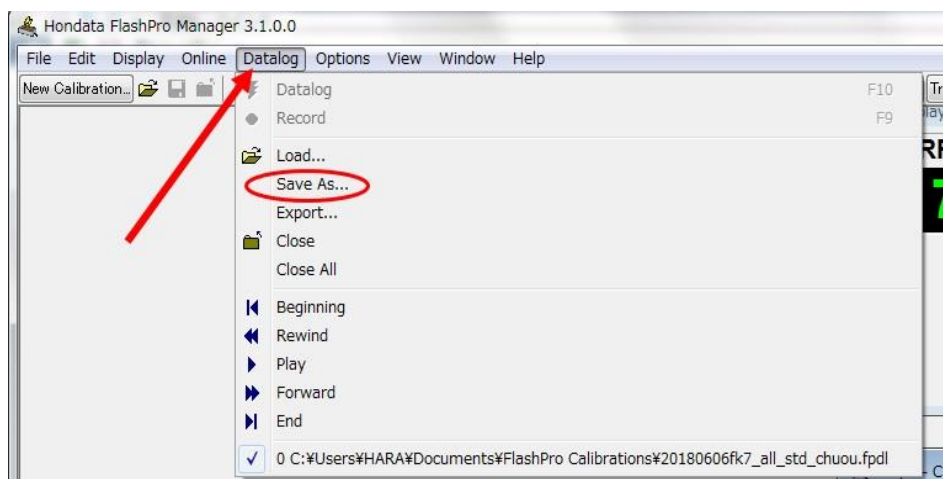 Hondata FlashPro Manager 3.1.0.0
File Edit Display Online Datalog Options View Window Help
New Calibration...
Datalog F10
Record F9
Load...
Save As...
Export...
Close
Close All
Beginning
Rewind
Play
Forward
End
0 C:¥Users¥HARA¥Documents¥FlashPro Calibrations¥20180606fk7_all_std_chuou.fpdl